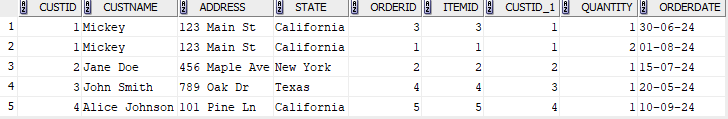 CUSTID CUSTNAME ADDRESS STATE ORDERID ITEMID CUSTID_1 QUANTITY ORDERDATE
1 1 Mickey 123 Main St California 3 3 1 1 30-06-24
2 1 Mickey 123 Main St California 1 1 1 2 01-08-24
3 2 Jane Doe 456 Maple Ave New York 2 2 2 1 15-07-24
4 3 John Smith 789 Oak Dr Texas 4 4 3 1 20-05-24
5 4 Alice Johnson 101 Pine Ln California 5 5 4 1 10-09-24